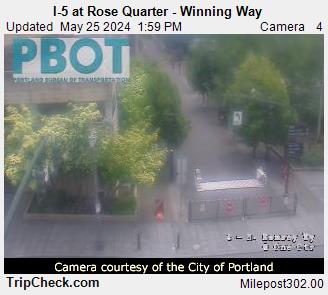 I-5 at Rose Quarter - Winning Way
Updated May 25 2024 1:59 PM Camera 4
PBOT
PORTLAND BUREAU OF TRANSPORTATION
Camera courtesy of the City of Portland
TripCheck.com Milepost302.00